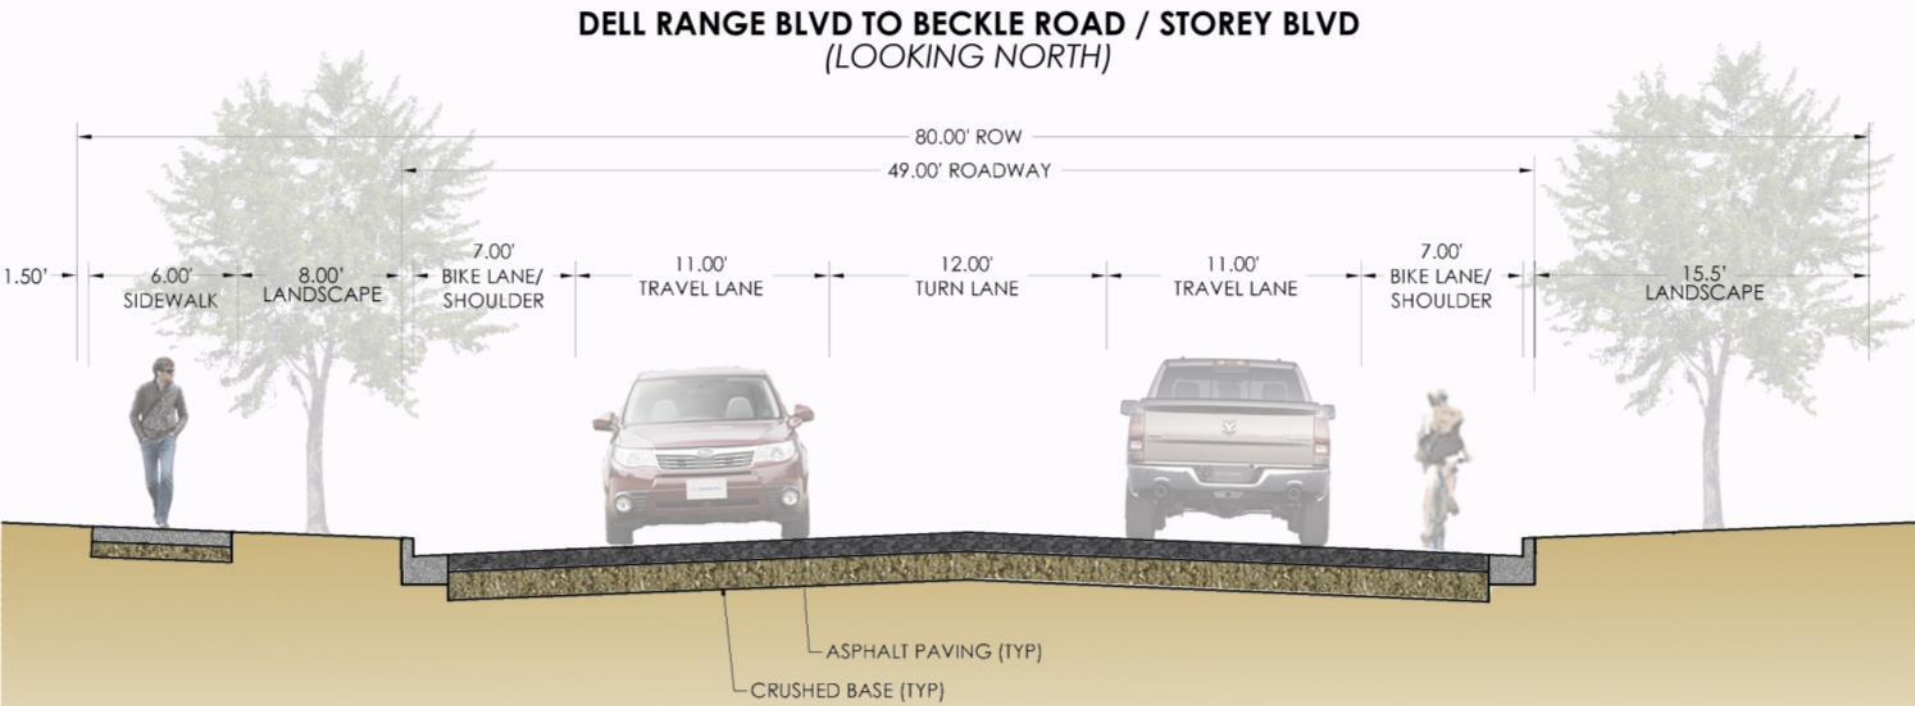 DELL RANGE BLVD TO BECKLE ROAD / STOREY BLVD
(LOOKING NORTH)
80.00' ROW
49.00' ROADWAY
1.50'
6.00'
SIDEWALK
8.00'
LANDSCAPE
7.00'
BIKE LANE/
SHOULDER
11.00'
TRAVEL LANE
12.00'
TURN LANE
11.00'
TRAVEL LANE
7.00'
BIKE LANE/
SHOULDER
15.5'
LANDSCAPE
ASPHALT PAVING (TYP)
CRUSHED BASE (TYP)